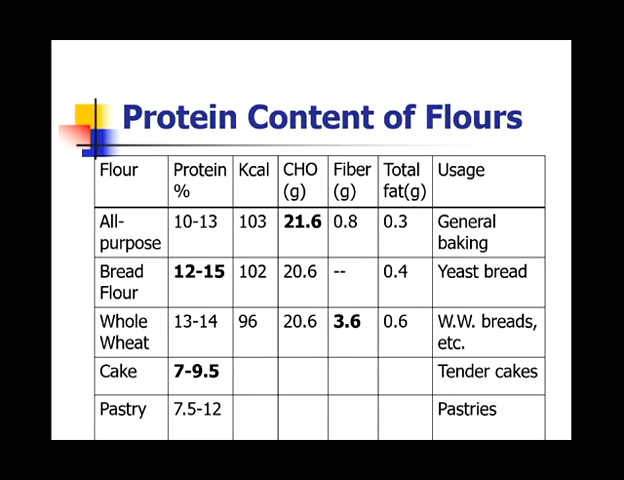 Protein Content of Flours
Flour Protein % Kcal CHO (g) Fiber (g) Total fat(g) Usage
All-purpose 10-13 103 21.6 0.8 0.3 General baking
Bread Flour 12-15 102 20.6 -- 0.4 Yeast bread
Whole Wheat 13-14 96 20.6 3.6 0.6 W.W. breads, etc.
Cake 7-9.5 Tender cakes
Pastry 7.5-12 Pastries